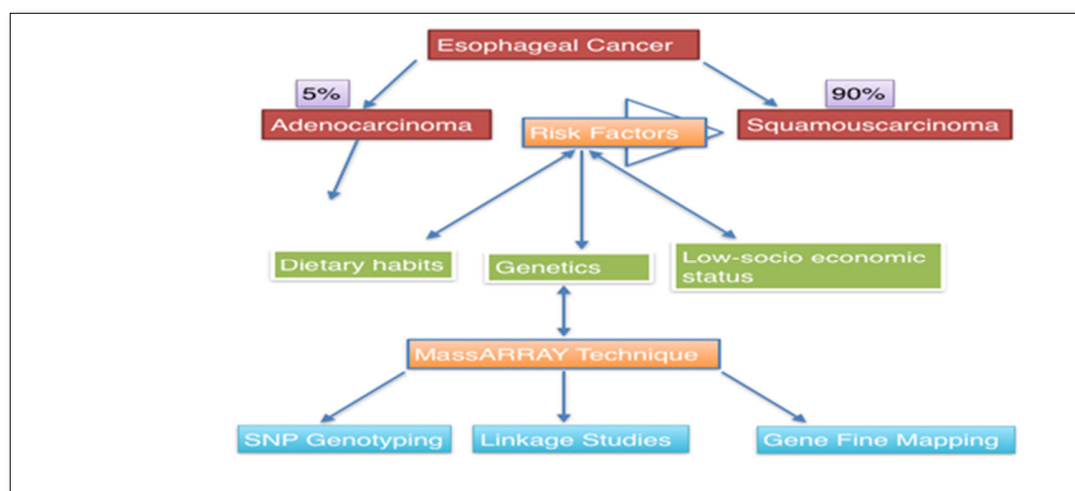 Esophageal Cancer
5%
90%
Adenocarcinoma
Risk Factors
Squamouscarcinoma
Dietary habits
Genetics
Low-socio economic
status
MassARRAY Technique
SNP Genotyping
Linkage Studies
Gene Fine Mapping